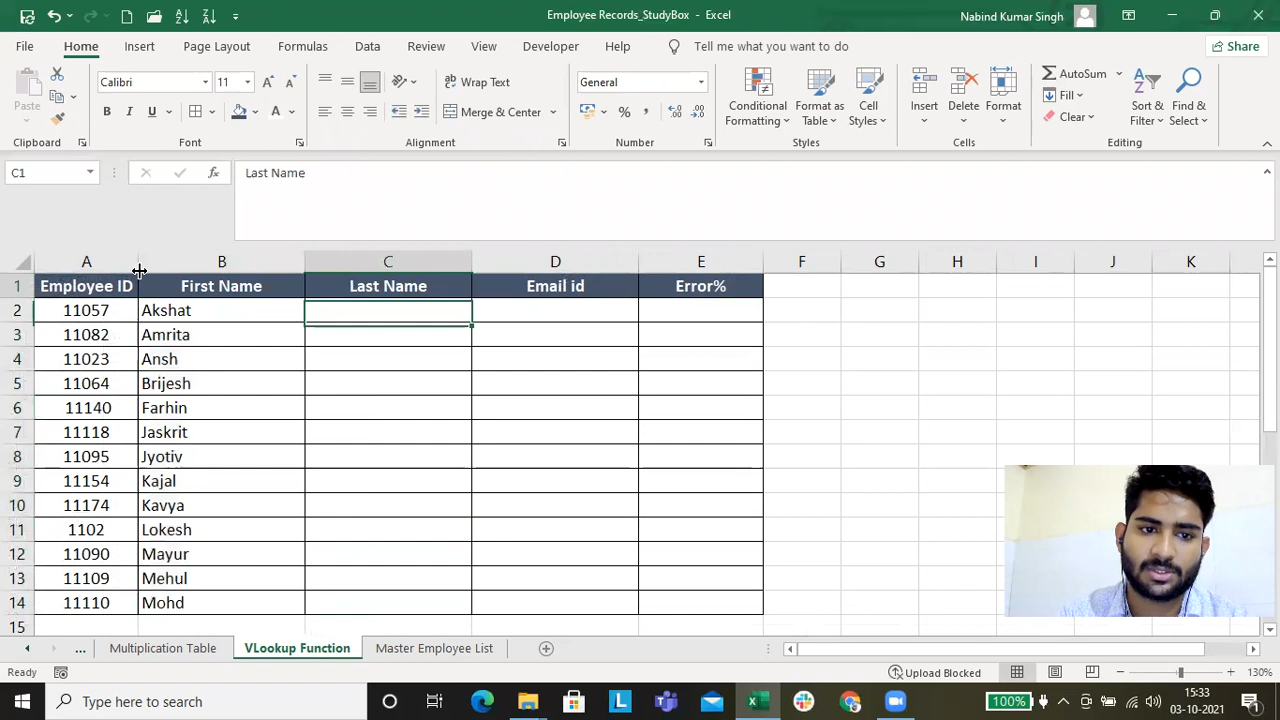 Employee Records_StudyBox - Excel
Nabind Kumar Singh
File Home Insert Page Layout Formulas Data Review View Developer Help Tell me what you want to do Share
Paste
Calibri 11
B I U A
Wrap Text
Merge & Center
General
%
Conditional Formatting
Format as Table
Cell Styles
Insert
Delete
Format
AutoSum
Fill
Clear
Sort & Filter
Find & Select
Clipboard Font Alignment Number Styles Cells Editing
C1 fx Last Name
A B C D E F G H I J K
1 Employee ID First Name Last Name Email id Error%
2 11057 Akshat
3 11082 Amrita
4 11023 Ansh
5 11064 Brijesh
6 11140 Farhin
7 11118 Jaskrit
8 11095 Jyotiv
9 11154 Kajal
10 11174 Kavya
11 1102 Lokesh
12 11090 Mayur
13 11109 Mehul
14 11110 Mohd
15
... Multiplication Table VLookup Function Master Employee List
Ready Upload Blocked 130%
Type here to search 100% 15:33
03-10-2021